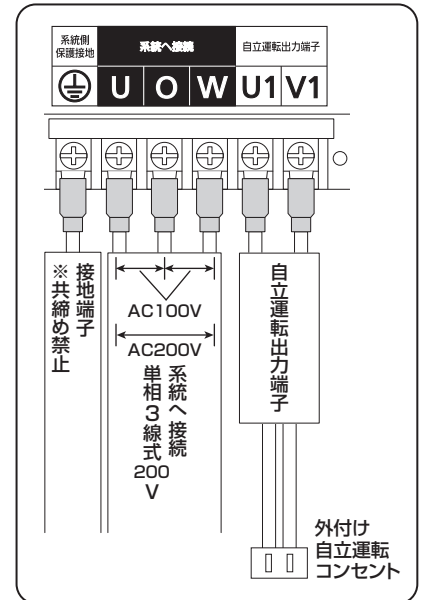 系統側
保護接地
系統へ接続
自立運転出力端子
U O W U1 V1
接地端子
※共締め禁止
AC100V
AC200V
系統へ接続
単相3線式200V
自立運転出力端子
外付け
自立運転
コンセント